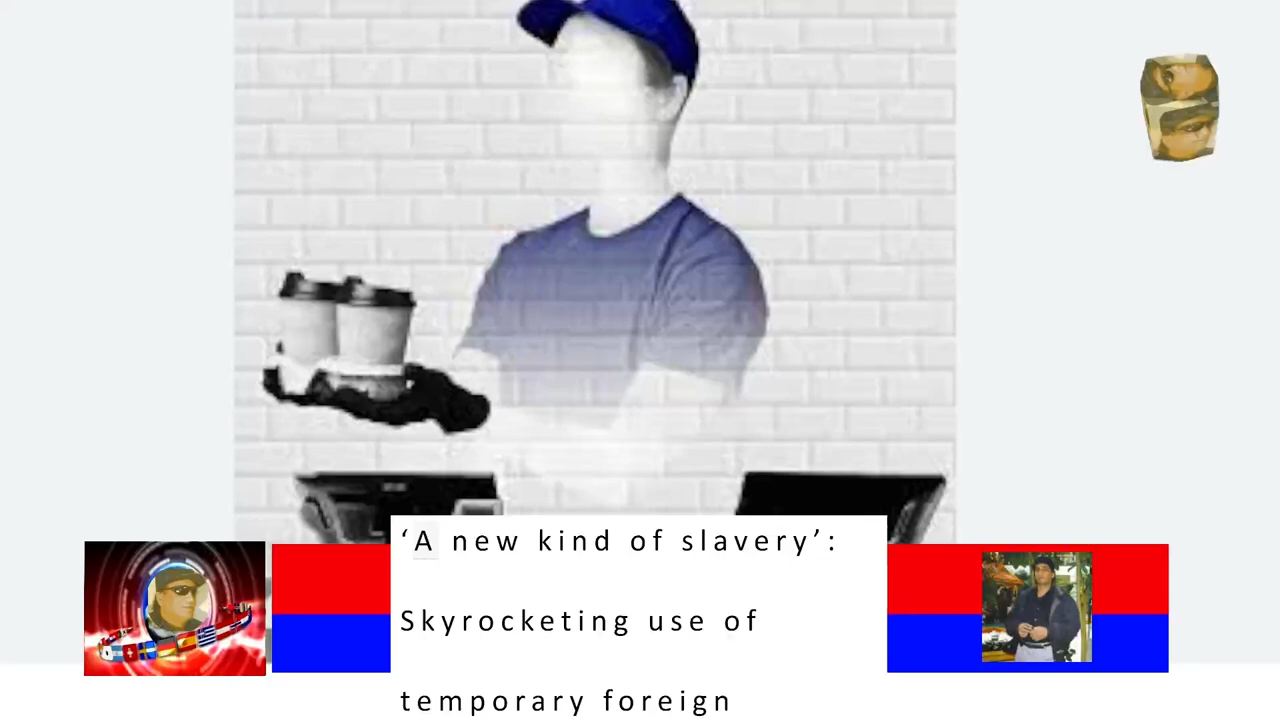 ‘A new kind of slavery’:
Skyrocketing use of
temporary foreign